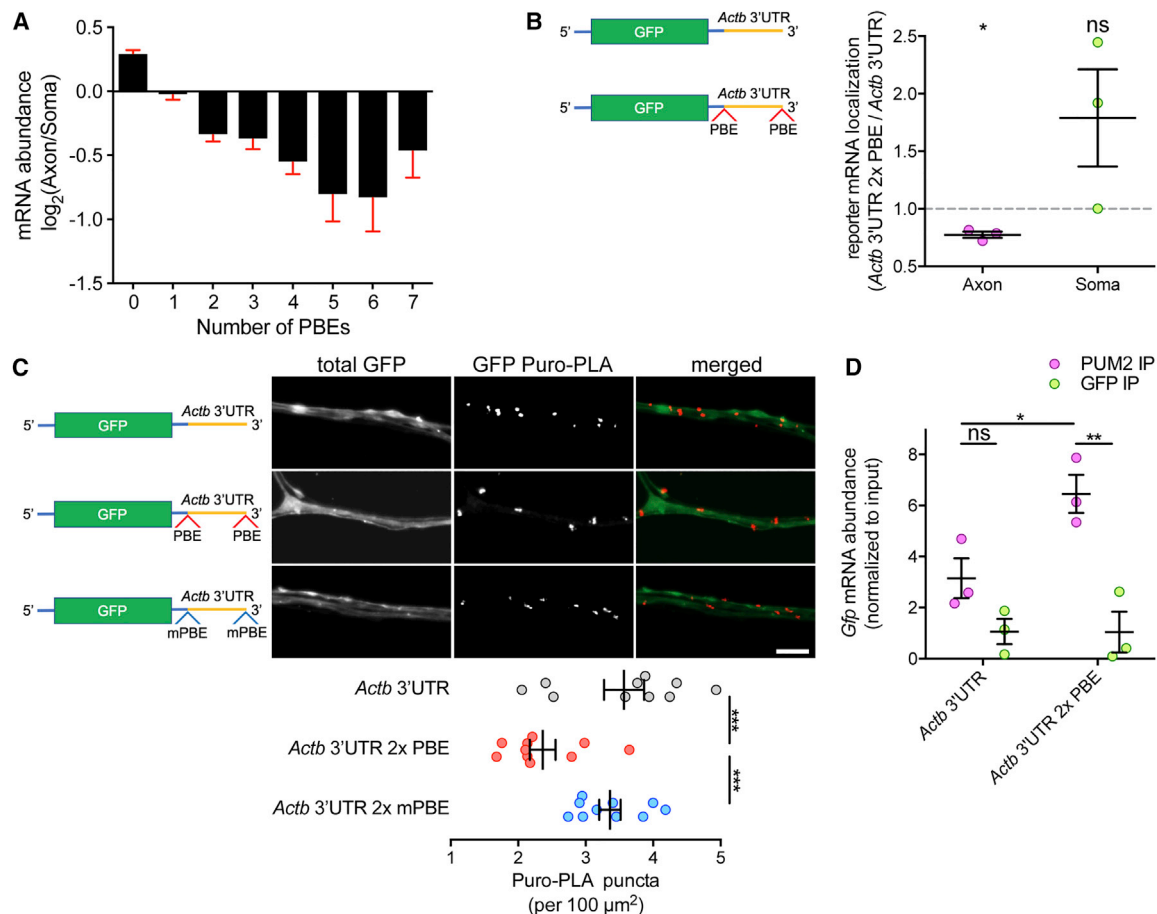 A
0.5
0.0
-0.5
-1.0
-1.5
mRNA abundance
log2(Axon/Soma)
0 1 2 3 4 5 6 7
Number of PBEs
B
5' GFP Actb 3'UTR 3'
5' GFP Actb 3'UTR 3'
PBE PBE
reporter mRNA localization
(Actb 3'UTR 2x PBE / Actb 3'UTR)
2.5
2.0
1.5
1.0
0.5
* ns
Axon Soma
C
total GFP GFP Puro-PLA merged
5' GFP Actb 3'UTR 3'
5' GFP Actb 3'UTR 3'
PBE PBE
5' GFP Actb 3'UTR 3'
mPBE mPBE
Actb 3'UTR
***
Actb 3'UTR 2x PBE
***
Actb 3'UTR 2x mPBE
1 2 3 4 5
Puro-PLA puncta
(per 100 µm²)
D
PUM2 IP
GFP IP
*
ns **
Gfp mRNA abundance
(normalized to input)
8
6
4
2
0
Actb 3'UTR
Actb 3'UTR 2x PBE